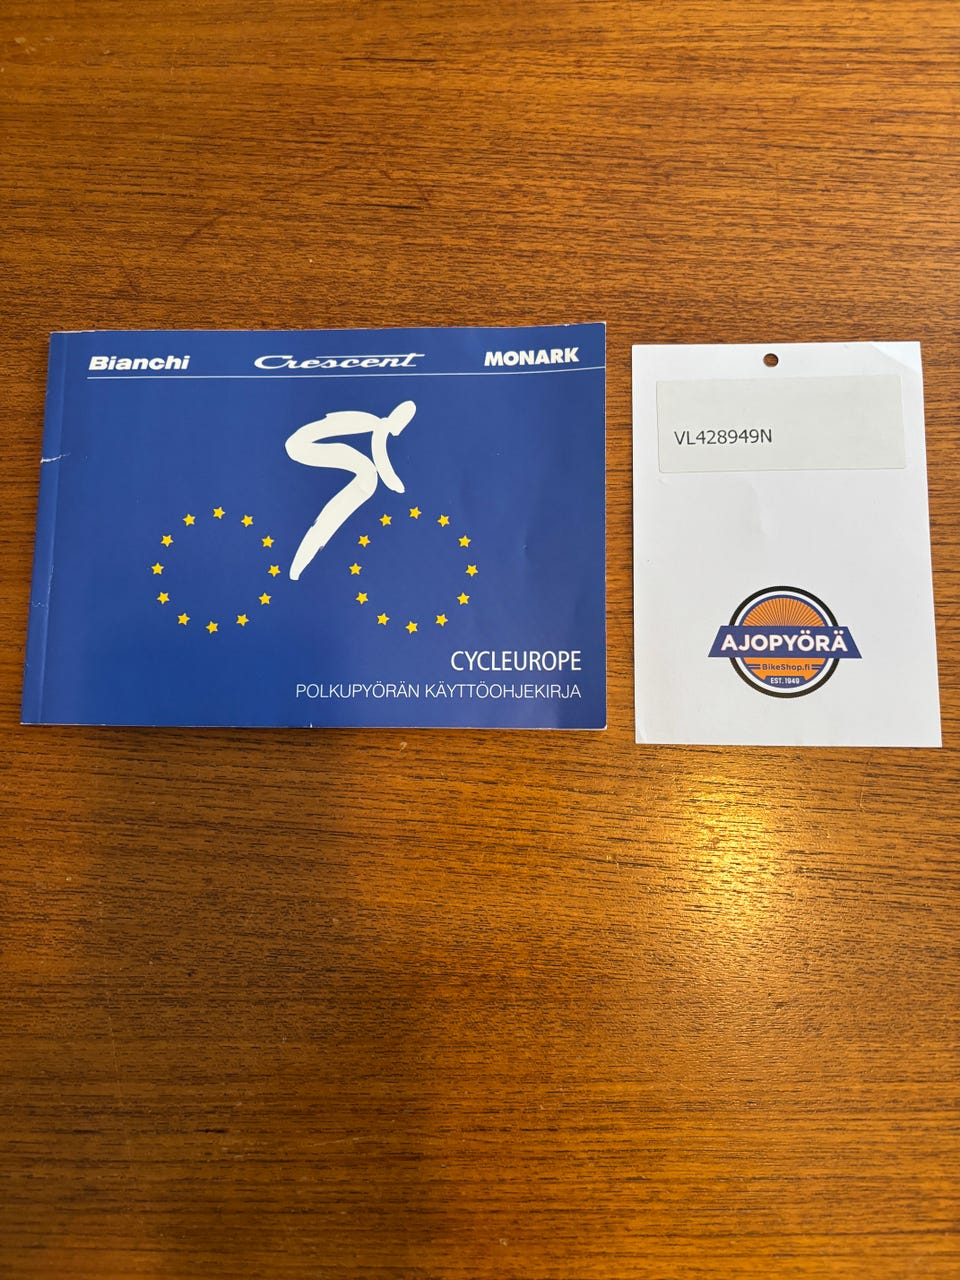 Bianchi Crescent MONARK
CYCLEUROPE
POLKUPYÖRÄN KÄYTTÖOHJEKIRJA
VL428949N
AJOPYÖRÄ
BikeShop.fi
EST. 1949